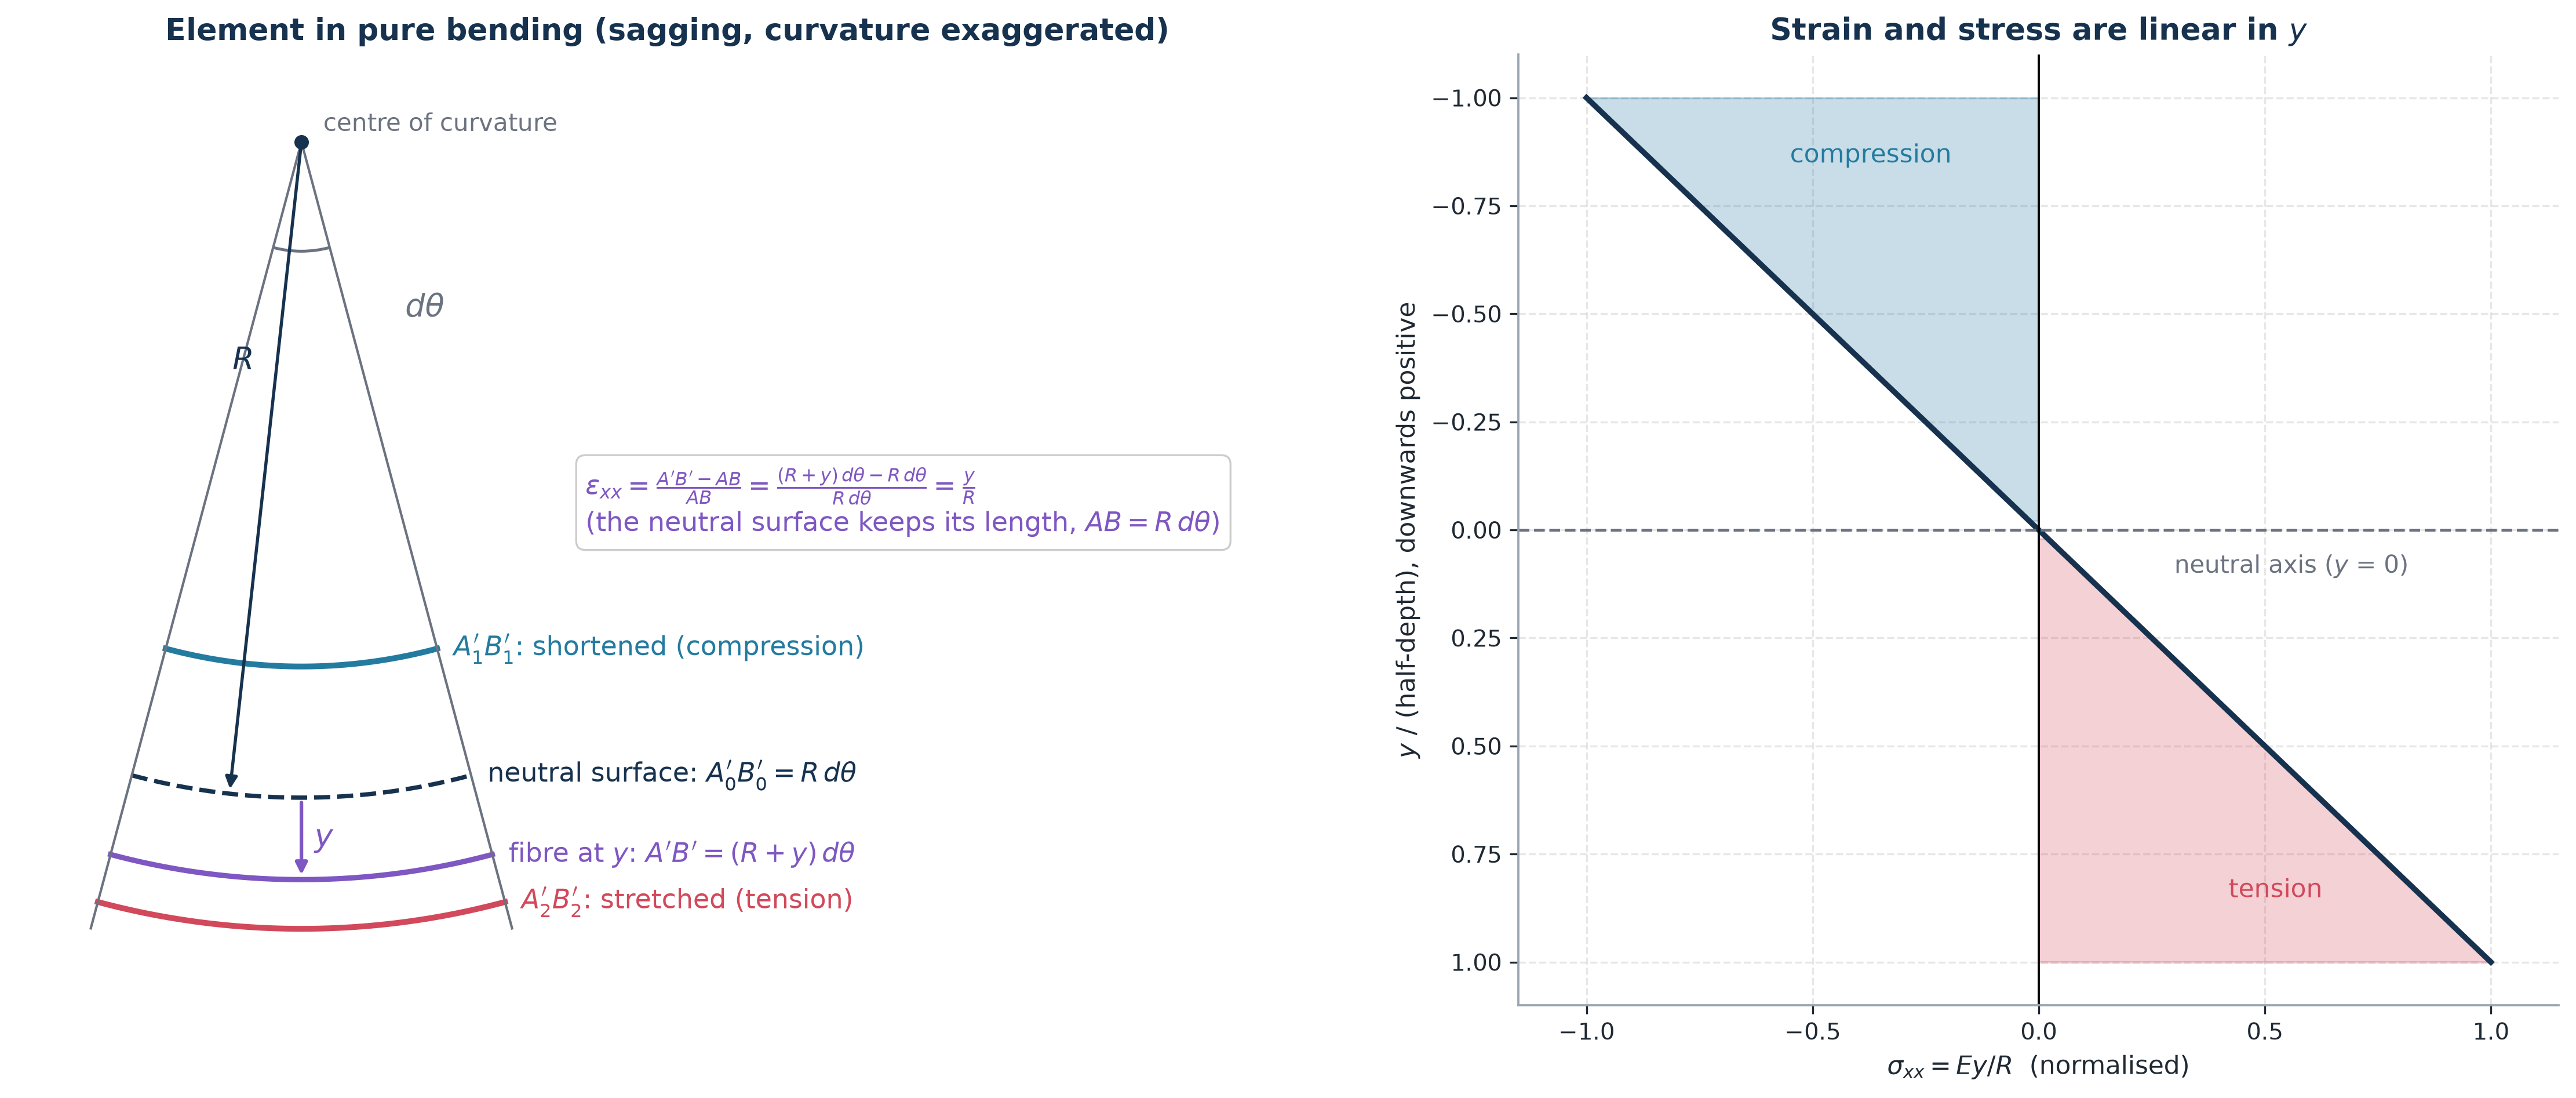 Element in pure bending (sagging, curvature exaggerated)
centre of curvature
dθ
R
ε_xx = (A′B′ − AB)/AB = ((R + y) dθ − R dθ)/(R dθ) = y/R
(the neutral surface keeps its length, AB = R dθ)
A′₁B′₁: shortened (compression)
neutral surface: A′₀B′₀ = R dθ
y
fibre at y: A′B′ = (R + y) dθ
A′₂B′₂: stretched (tension)
Strain and stress are linear in y
y / (half-depth), downwards positive
−1.00
−0.75
−0.50
−0.25
0.00
0.25
0.50
0.75
1.00
compression
neutral axis (y = 0)
tension
−1.0
−0.5
0.0
0.5
1.0
σ_xx = Ey/R (normalised)